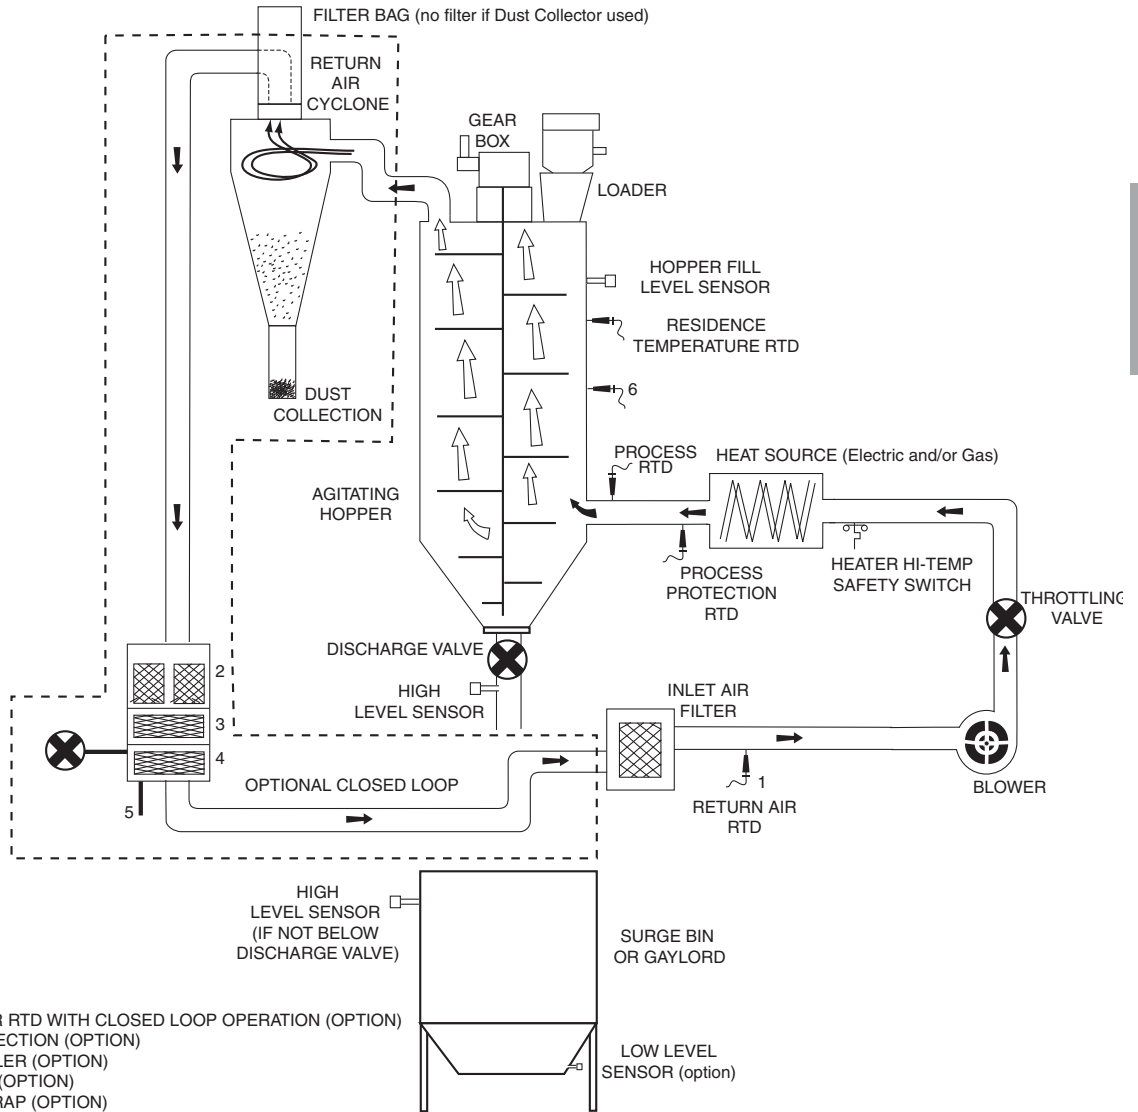 FILTER BAG (no filter if Dust Collector used)
RETURN
AIR
CYCLONE
GEAR
BOX
LOADER
HOPPER FILL
LEVEL SENSOR
RESIDENCE
TEMPERATURE RTD
6
DUST
COLLECTION
PROCESS
RTD
HEAT SOURCE (Electric and/or Gas)
AGITATING
HOPPER
HEATER HI-TEMP
SAFETY SWITCH
PROCESS
PROTECTION
RTD
THROTTLING
VALVE
DISCHARGE VALVE
2
HIGH
LEVEL SENSOR
INLET AIR
FILTER
3
4
OPTIONAL CLOSED LOOP
1
BLOWER
5
RETURN AIR
RTD
HIGH
LEVEL SENSOR
(IF NOT BELOW
DISCHARGE VALVE)
SURGE BIN
OR GAYLORD
RTD WITH CLOSED LOOP OPERATION (OPTION)
(OPTION)
(OPTION)
(OPTION)
(OPTION)
LOW LEVEL
SENSOR (option)